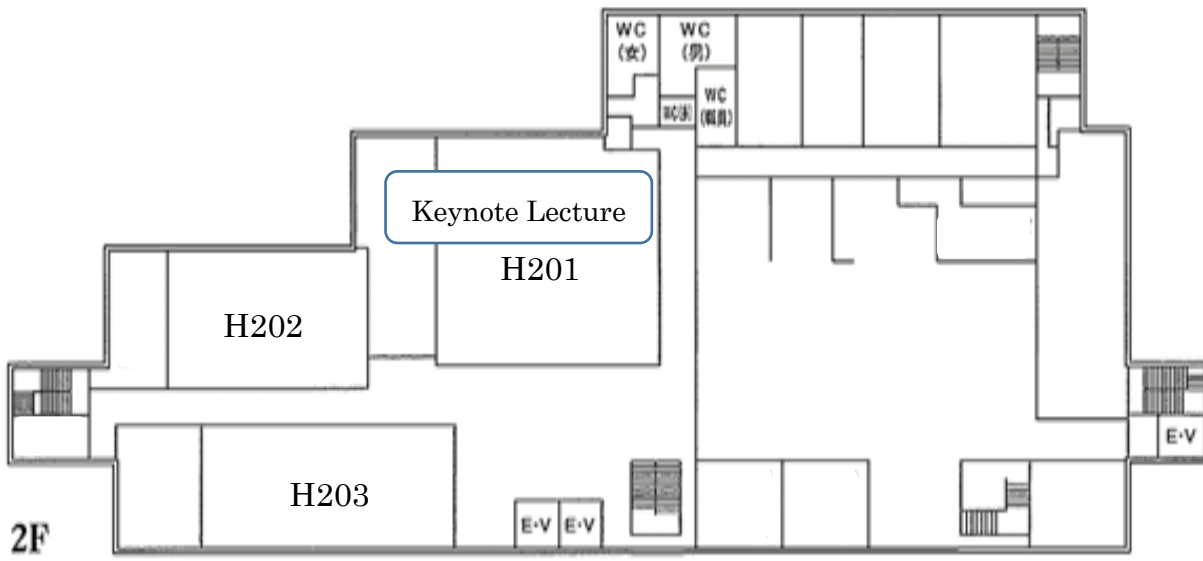 WC
(女)
WC
(男)
WC
(職員)
Keynote Lecture
H201
H202
E·V
H203
E·V
E·V
2F